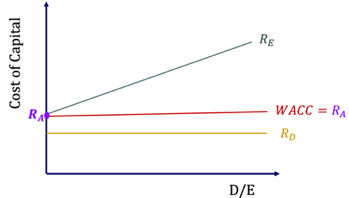 Cost of Capital
R_E
R_A
WACC = R_A
R_D
D/E